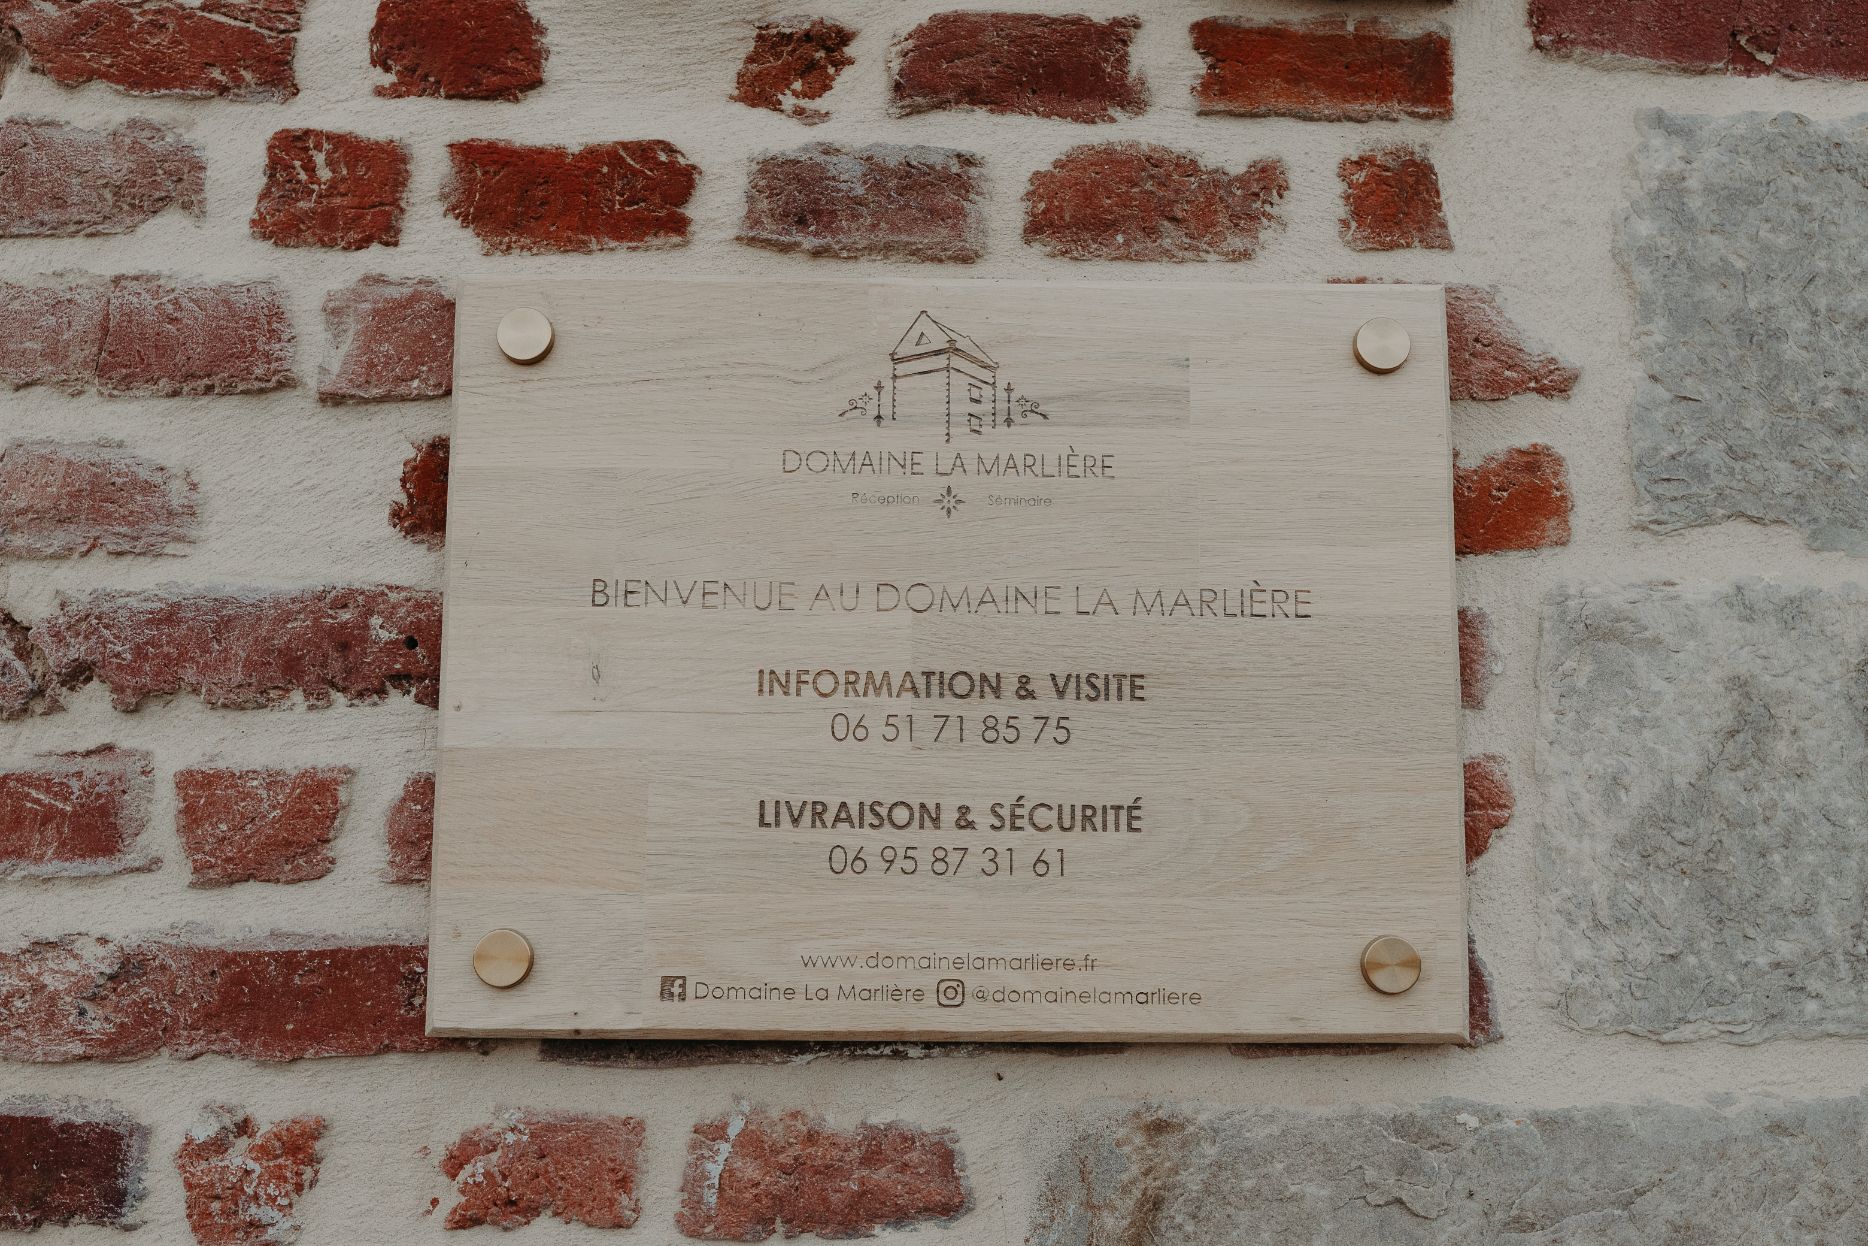 DOMAINE LA MARLIÈRE
Réception Séminaire
BIENVENUE AU DOMAINE LA MARLIÈRE
INFORMATION & VISITE
06 51 71 85 75
LIVRAISON & SÉCURITÉ
06 95 87 31 61
www.domainelamarliere.fr
Domaine La Marlière @domainelamarliere